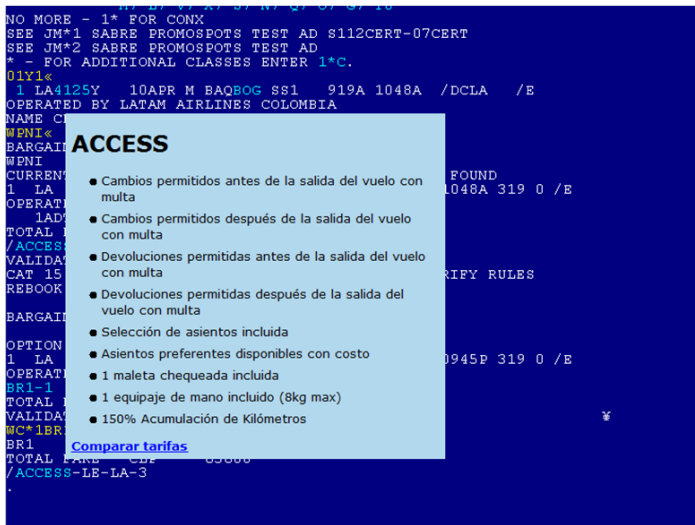 NO MORE - 1* FOR CONX
SEE JM*1 SABRE PROMOSPOTS TEST AD S112CERT-07CERT
SEE JM*2 SABRE PROMOSPOTS TEST AD
* - FOR ADDITIONAL CLASSES ENTER 1*C.
01Y1«
1 LA4125Y 10APR M BAQBOG SS1 919A 1048A /DCLA /E
OPERATED BY LATAM AIRLINES COLOMBIA
NAME C
WPNI«
BARGAI
WPNI
CURREN FOUND
1 LA 1048A 319 0 /E
OPERATI
1AD
TOTAL
/ACCES
VALIDA
CAT 15 RIFY RULES
REBOOK
BARGAI
OPTION
1 LA 0945P 319 0 /E
OPERATI
BR1-1
TOTAL
VALIDA ¥
WC*1BR
BR1
TOTAL FARE CLP
/ACCESS-LE-LA-3
.
ACCESS
● Cambios permitidos antes de la salida del vuelo con
multa
● Cambios permitidos después de la salida del vuelo
con multa
● Devoluciones permitidas antes de la salida del vuelo
con multa
● Devoluciones permitidas después de la salida del
vuelo con multa
● Selección de asientos incluida
● Asientos preferentes disponibles con costo
● 1 maleta chequeada incluida
● 1 equipaje de mano incluido (8kg max)
● 150% Acumulación de Kilómetros
Comparar tarifas